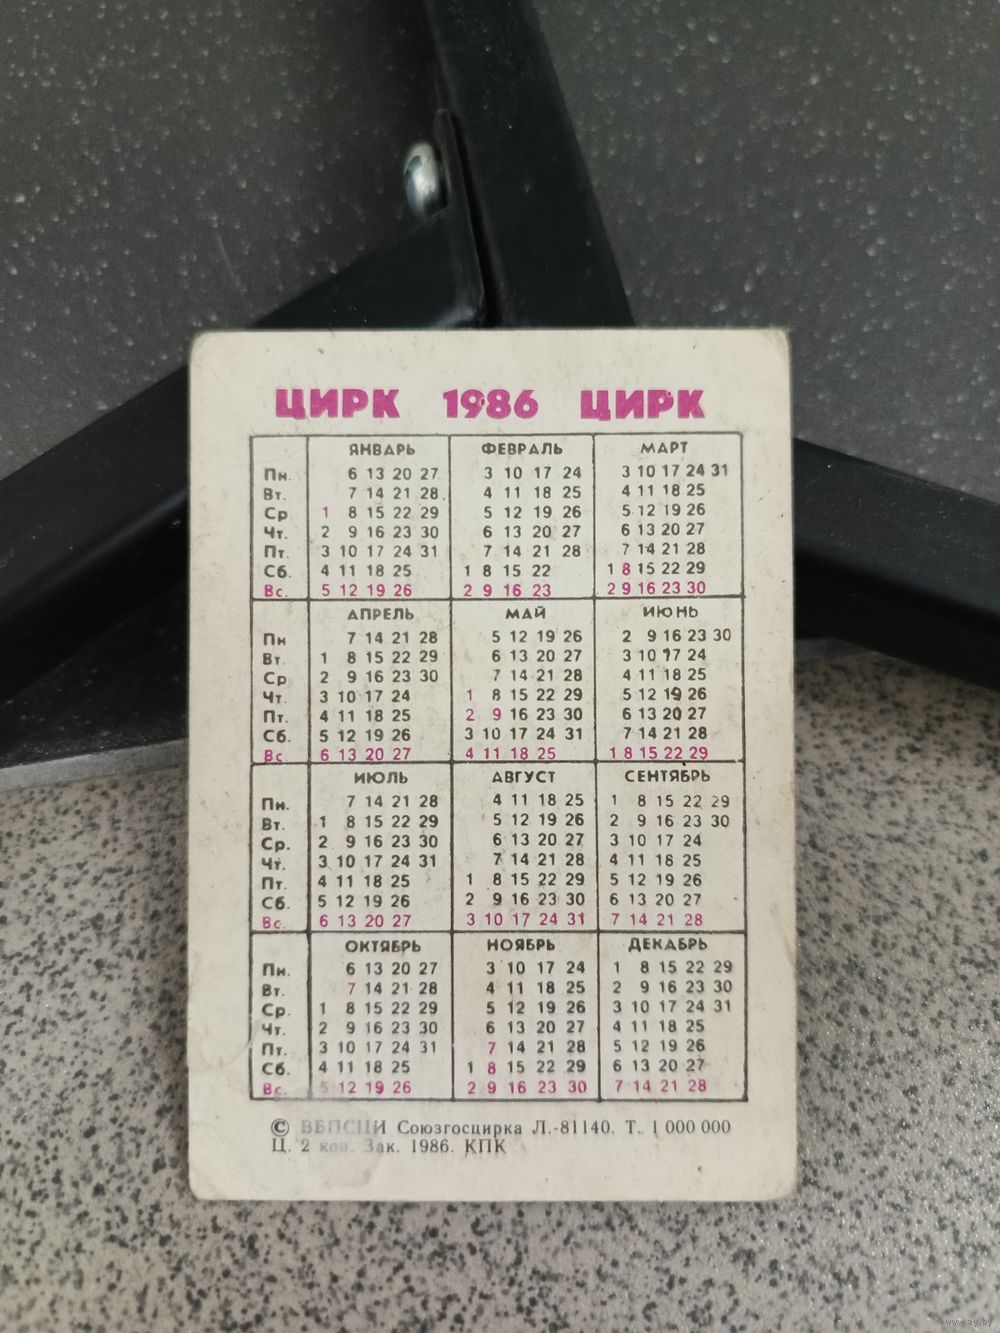 ЦИРК 1986 ЦИРК
ЯНВАРЬ ФЕВРАЛЬ МАРТ
Пн. 6 13 20 27 3 10 17 24 3 10 17 24 31
Вт. 7 14 21 28 4 11 18 25 4 11 18 25
Ср 1 8 15 22 29 5 12 19 26 5 12 19 26
Чт. 2 9 16 23 30 6 13 20 27 6 13 20 27
Пт. 3 10 17 24 31 7 14 21 28 7 14 21 28
Сб. 4 11 18 25 1 8 15 22 1 8 15 22 29
Вс. 5 12 19 26 2 9 16 23 2 9 16 23 30
АПРЕЛЬ МАЙ ИЮНЬ
Пн 7 14 21 28 5 12 19 26 2 9 16 23 30
Вт. 1 8 15 22 29 6 13 20 27 3 10 17 24
Ср 2 9 16 23 30 7 14 21 28 4 11 18 25
Чт. 3 10 17 24 1 8 15 22 29 5 12 19 26
Пт. 4 11 18 25 2 9 16 23 30 6 13 20 27
Сб. 5 12 19 26 3 10 17 24 31 7 14 21 28
Вс 6 13 20 27 4 11 18 25 1 8 15 22 29
ИЮЛЬ АВГУСТ СЕНТЯБРЬ
Пн. 7 14 21 28 4 11 18 25 1 8 15 22 29
Вт. 1 8 15 22 29 5 12 19 26 2 9 16 23 30
Ср. 2 9 16 23 30 6 13 20 27 3 10 17 24
Чт. 3 10 17 24 31 7 14 21 28 4 11 18 25
Пт. 4 11 18 25 1 8 15 22 29 5 12 19 26
Сб. 5 12 19 26 2 9 16 23 30 6 13 20 27
Вс. 6 13 20 27 3 10 17 24 31 7 14 21 28
ОКТЯБРЬ НОЯБРЬ ДЕКАБРЬ
Пн. 6 13 20 27 3 10 17 24 1 8 15 22 29
Вт. 7 14 21 28 4 11 18 25 2 9 16 23 30
Ср. 1 8 15 22 29 5 12 19 26 3 10 17 24 31
Чт. 2 9 16 23 30 6 13 20 27 4 11 18 25
Пт. 3 10 17 24 31 7 14 21 28 5 12 19 26
Сб. 4 11 18 25 1 8 15 22 29 6 13 20 27
Вс. 5 12 19 26 2 9 16 23 30 7 14 21 28
© ВБПСЦИ Союзгосцирка Л.-81140. Т. 1 000 000
Ц. 2 коп. Зак. 1986. КПК
www.ay.by